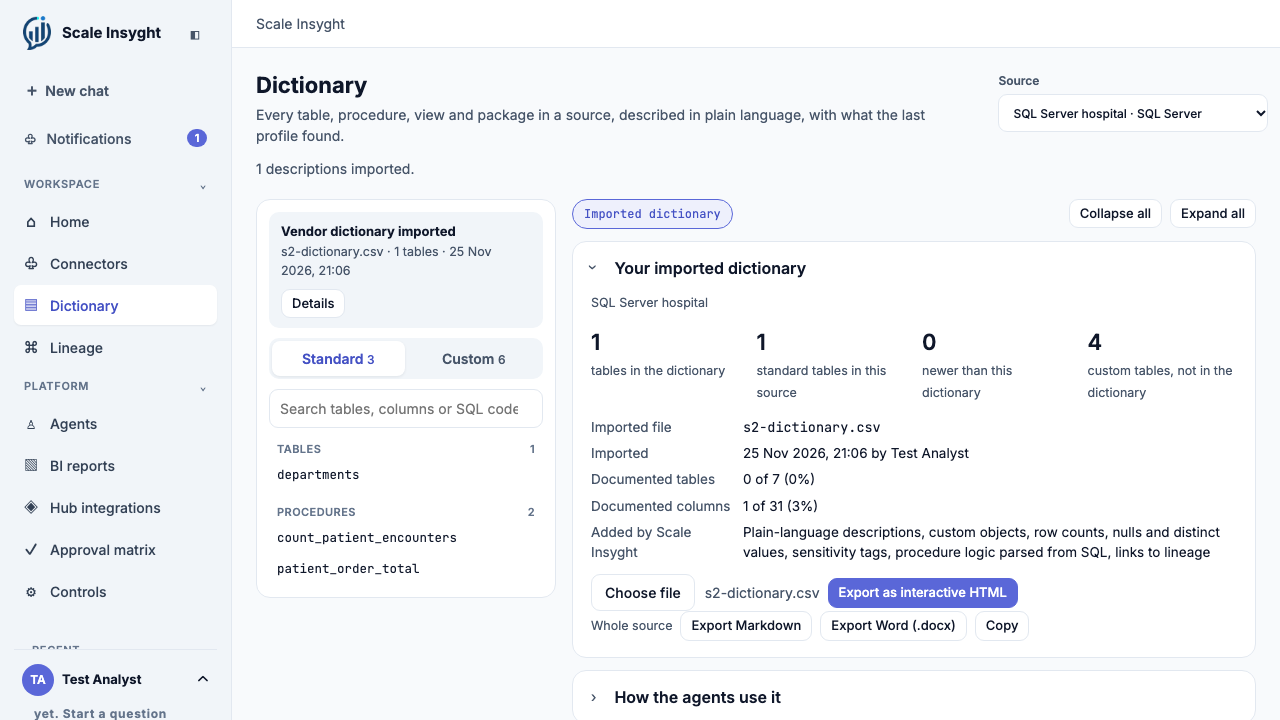 Scale Insyght
Scale Insyght
+ New chat
Notifications 1
WORKSPACE
Home
Connectors
Dictionary
Lineage
PLATFORM
Agents
BI reports
Hub integrations
Approval matrix
Controls
RECENT
TA Test Analyst
yet. Start a question
Dictionary
Every table, procedure, view and package in a source, described in plain language, with what the last
profile found.
1 descriptions imported.
Source
SQL Server hospital · SQL Server
Vendor dictionary imported
s2-dictionary.csv · 1 tables · 25 Nov
2026, 21:06
Details
Standard 3 Custom 6
Search tables, columns or SQL code
TABLES 1
departments
PROCEDURES 2
count_patient_encounters
patient_order_total
Imported dictionary
Collapse all Expand all
Your imported dictionary
SQL Server hospital
1 1 0 4
tables in the dictionary standard tables in this newer than this custom tables, not in the
source dictionary dictionary
Imported file s2-dictionary.csv
Imported 25 Nov 2026, 21:06 by Test Analyst
Documented tables 0 of 7 (0%)
Documented columns 1 of 31 (3%)
Added by Scale Plain-language descriptions, custom objects, row counts, nulls and distinct
Insyght values, sensitivity tags, procedure logic parsed from SQL, links to lineage
Choose file s2-dictionary.csv Export as interactive HTML
Whole source Export Markdown Export Word (.docx) Copy
How the agents use it